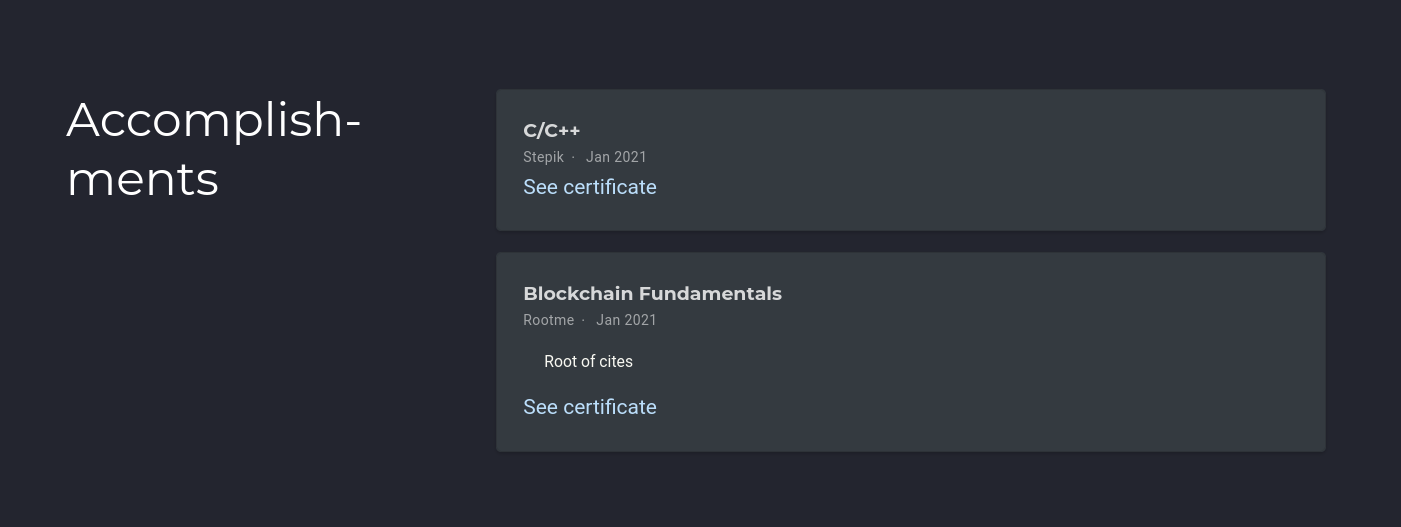 Accomplish-
ments
C/C++
Stepik · Jan 2021
See certificate
Blockchain Fundamentals
Rootme · Jan 2021
Root of cites
See certificate